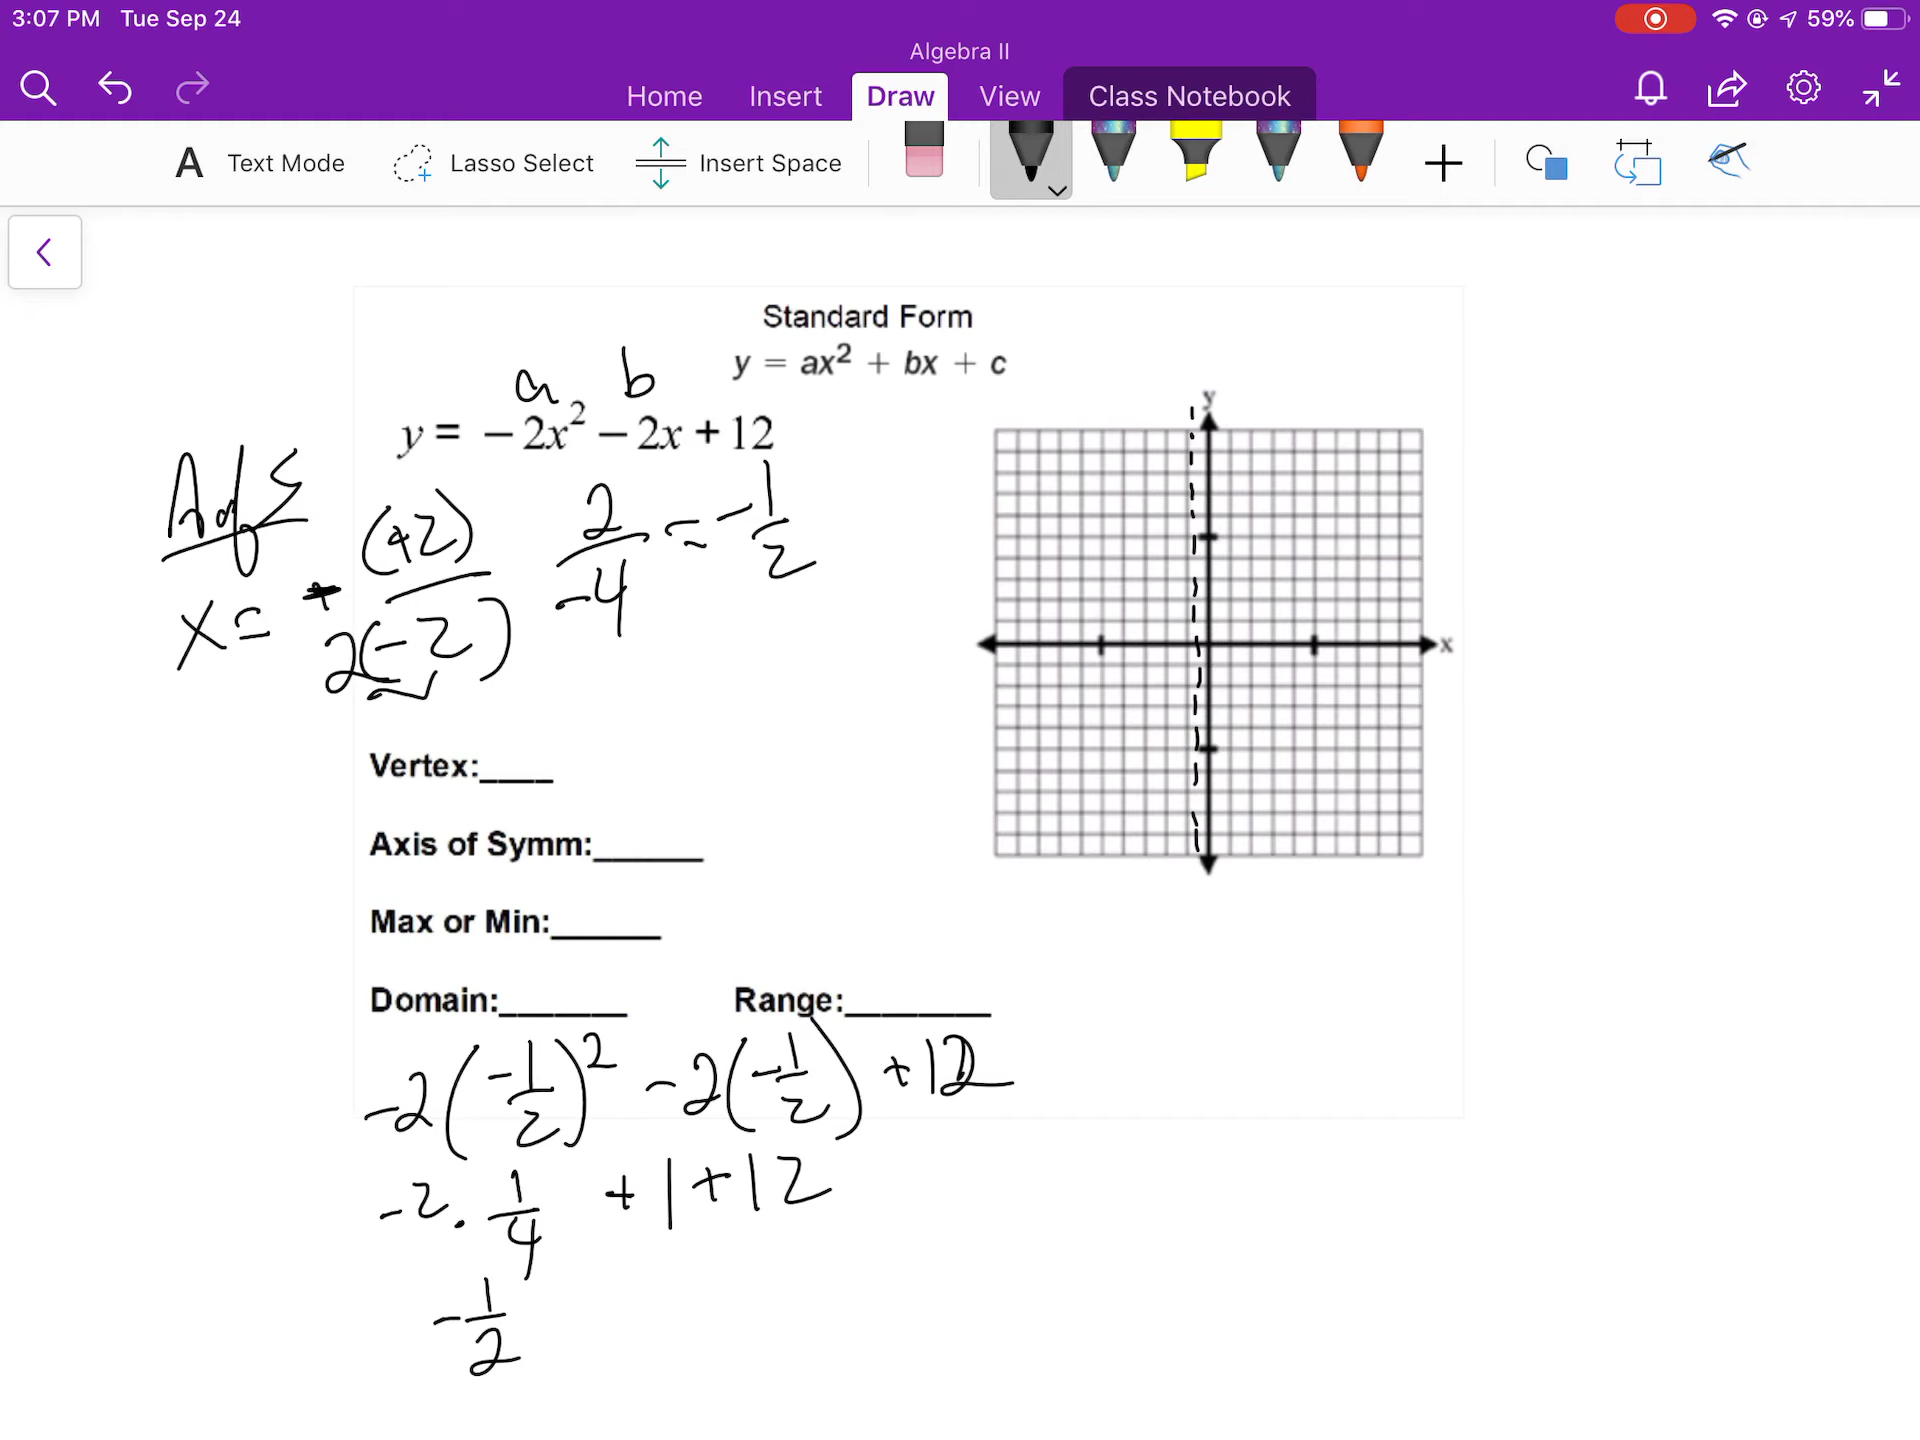 3:07 PM Tue Sep 24
59%
Algebra II
Home Insert Draw View Class Notebook
A Text Mode Lasso Select Insert Space
Standard Form
y = ax² + bx + c
a b
y = −2x² − 2x + 12
AofS
x = + (+2) / 2(-2)
2/-4 = -1/2
y
x
Vertex:____
Axis of Symm:______
Max or Min:______
Domain:_______ Range:________
-2(-1/2)² -2(-1/2) +12
-2 · 1/4 + 1 + 12
-1/2